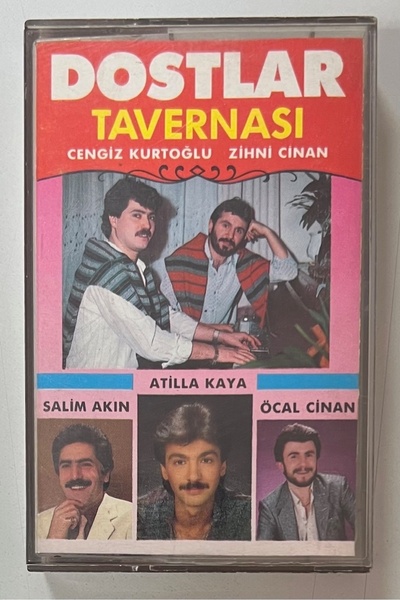 DOSTLAR
TAVERNASI
CENGİZ KURTOĞLU ZİHNİ CİNAN
ATİLLA KAYA
SALİM AKIN ÖCAL CİNAN